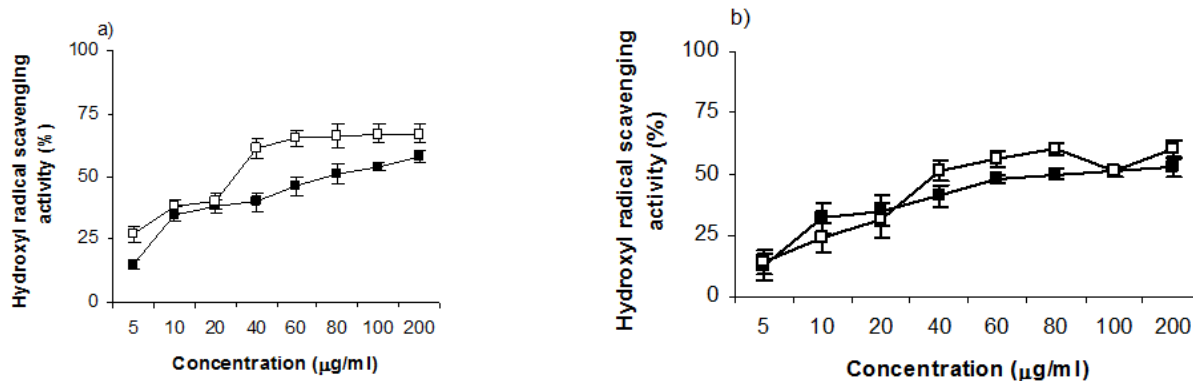 a)
Hydroxyl radical scavenging
activity (%)
100
75
50
25
0
5 10 20 40 60 80 100 200
Concentration (μg/ml)
b)
Hydroxyl radical scavenging
activity (%)
100
75
50
25
0
5 10 20 40 60 80 100 200
Concentration (μg/ml)